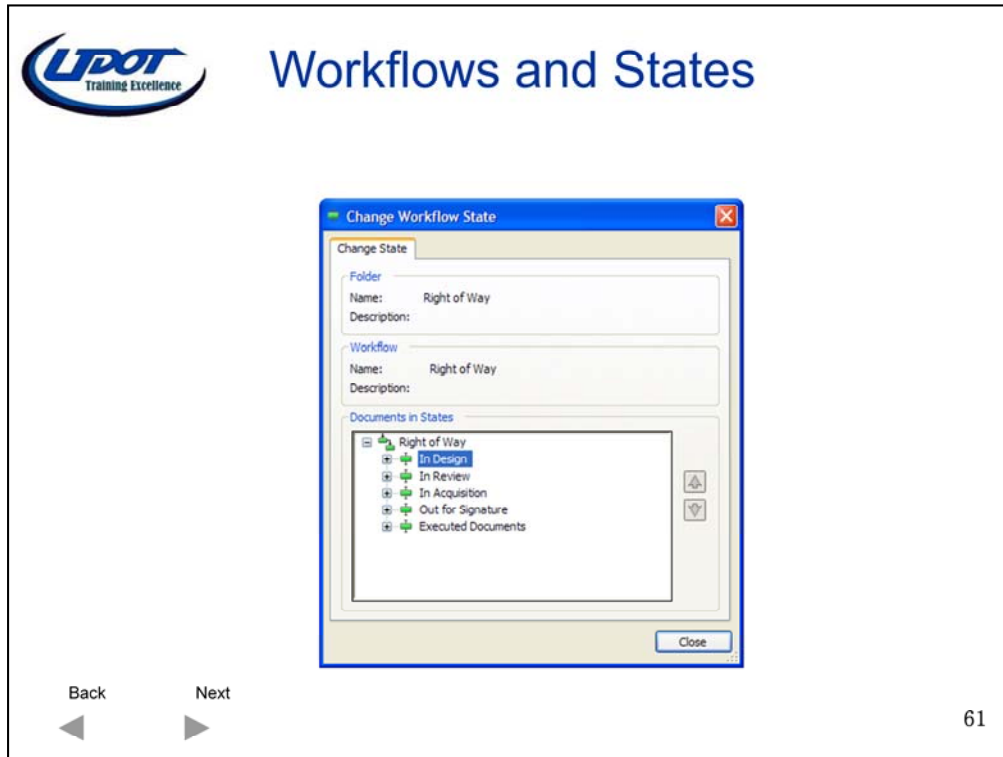 UDOT
Training Excellence
Workflows and States
Change Workflow State
Change State
Folder
Name: Right of Way
Description:
Workflow
Name: Right of Way
Description:
Documents in States
Right of Way
In Design
In Review
In Acquisition
Out for Signature
Executed Documents
Close
Back Next
61